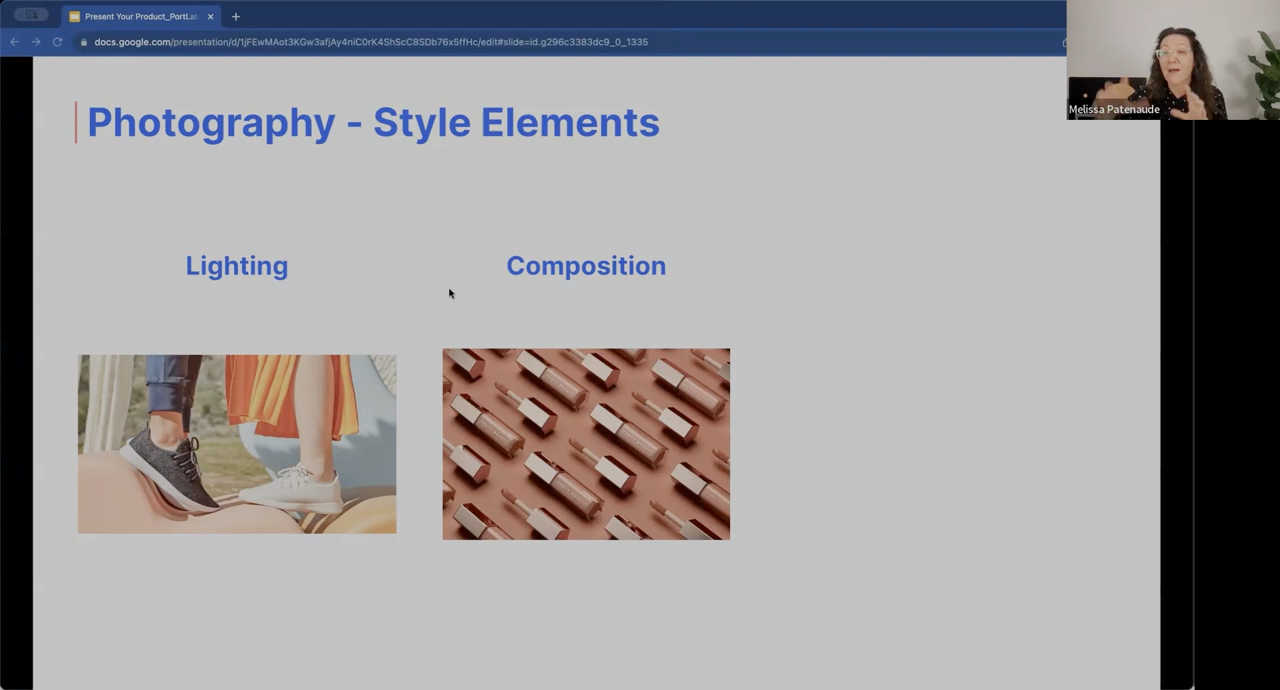 Present Your Product_PortLa
docs.google.com/presentation/d/1jFEwMAot3KGw3afjAy4niC0rK4ShScC8SDb76x5ffHc/edit#slide=id.g296c3383dc9_0_1335
Melissa Patenaude
Photography - Style Elements
Lighting
Composition